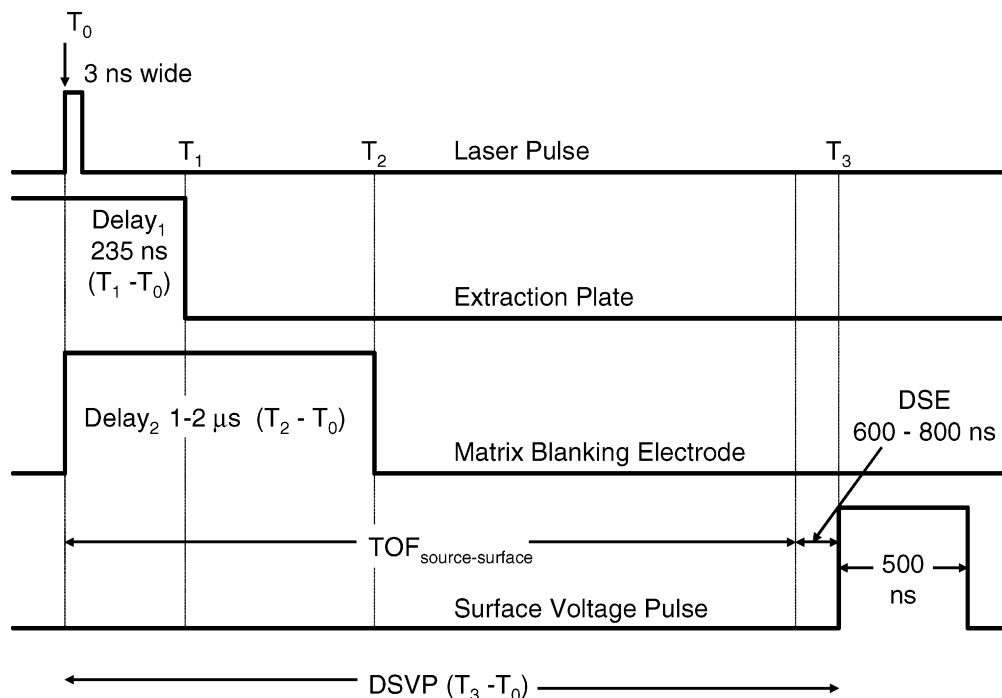 T₀
3 ns wide
T₁
T₂
Laser Pulse
T₃
Delay₁
235 ns
(T₁ -T₀)
Extraction Plate
Delay₂ 1-2 μs (T₂ - T₀)
Matrix Blanking Electrode
DSE
600 - 800 ns
TOFsource-surface
500
ns
Surface Voltage Pulse
DSVP (T₃ -T₀)